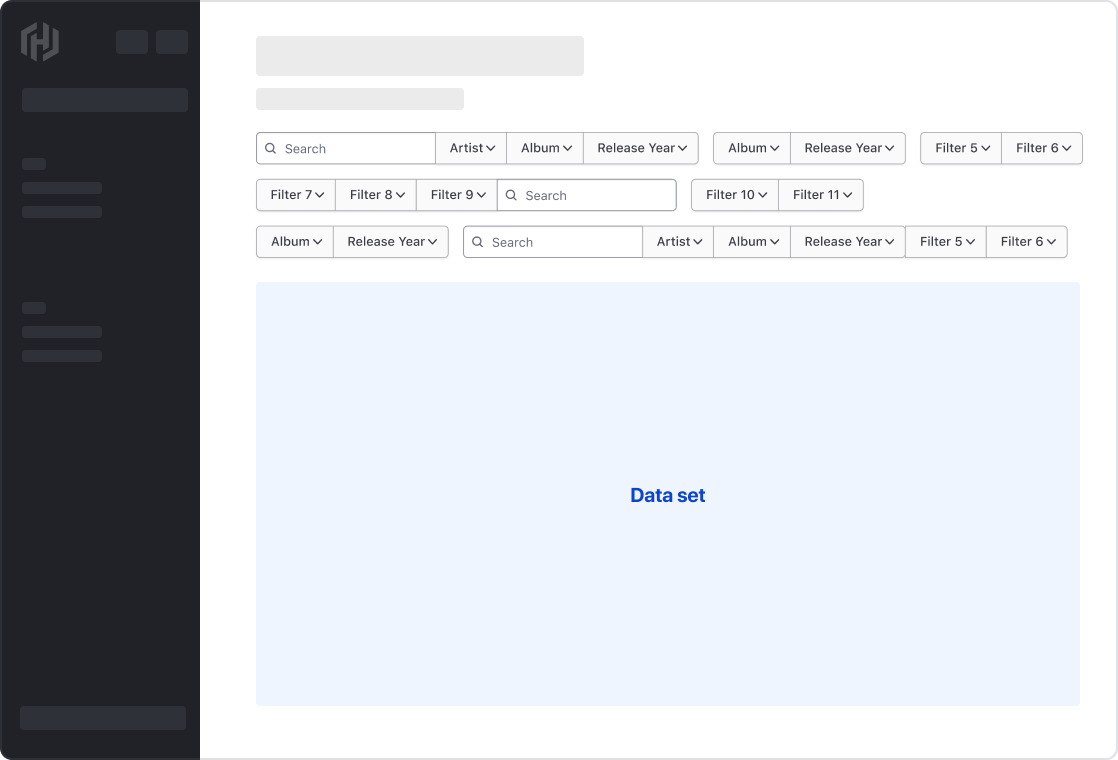 Search Artist Album Release Year Album Release Year Filter 5 Filter 6
Filter 7 Filter 8 Filter 9 Search Filter 10 Filter 11
Album Release Year Search Artist Album Release Year Filter 5 Filter 6
Data set